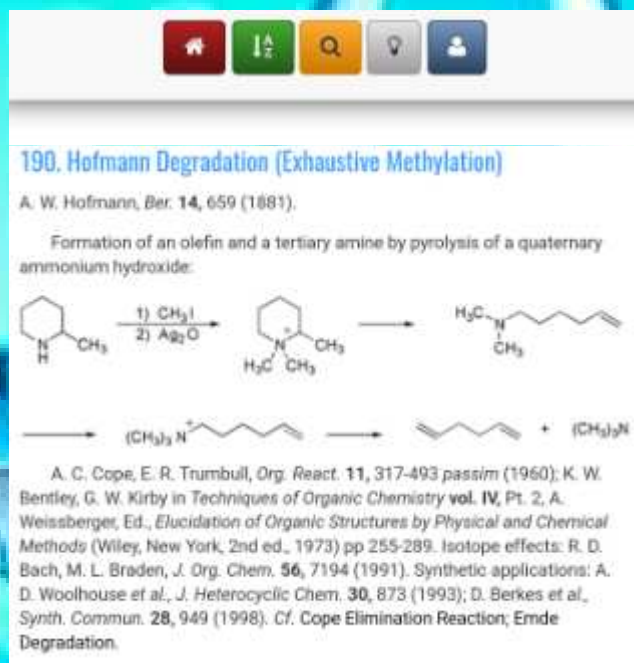 190. Hofmann Degradation (Exhaustive Methylation)
A. W. Hofmann, Ber. 14, 659 (1881).
Formation of an olefin and a tertiary amine by pyrolysis of a quaternary
ammonium hydroxide:
1) CH₃I
2) Ag₂O
N
H
CH₃
N⁺
H₃C CH₃
CH₃
H₃C
N
CH₃
(CH₃)₃ N⁺
+ (CH₃)₃N
A. C. Cope, E. R. Trumbull, Org. React. 11, 317-493 passim (1960); K. W.
Bentley, G. W. Kirby in Techniques of Organic Chemistry vol. IV, Pt. 2, A.
Weissberger, Ed., Elucidation of Organic Structures by Physical and Chemical
Methods (Wiley, New York, 2nd ed., 1973) pp 255-289. Isotope effects: R. D.
Bach, M. L. Braden, J. Org. Chem. 56, 7194 (1991). Synthetic applications: A.
D. Woolhouse et al., J. Heterocyclic Chem. 30, 873 (1993); D. Berkes et al.,
Synth. Commun. 28, 949 (1998). Cf. Cope Elimination Reaction; Emde
Degradation.